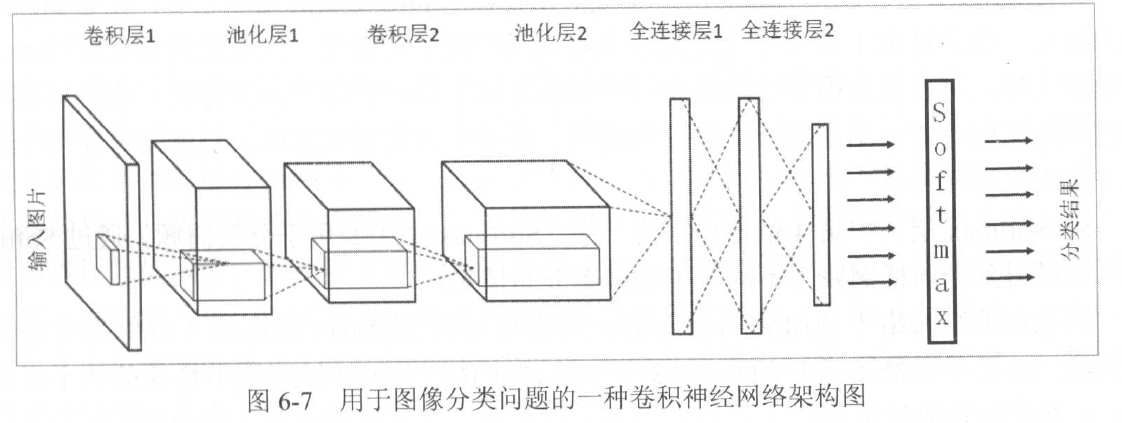 卷积层1 池化层1 卷积层2 池化层2 全连接层1 全连接层2
输入图片
Softmax
分类结果
图 6-7 用于图像分类问题的一种卷积神经网络架构图